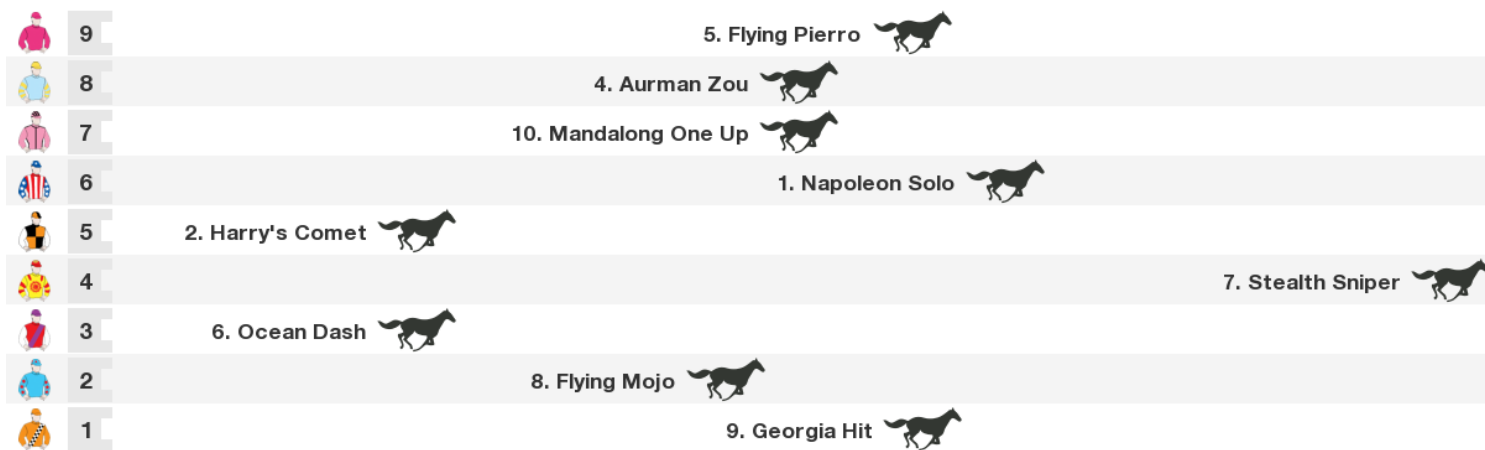 9 5. Flying Pierro
8 4. Aurman Zou
7 10. Mandalong One Up
6 1. Napoleon Solo
5 2. Harry's Comet
4 7. Stealth Sniper
3 6. Ocean Dash
2 8. Flying Mojo
1 9. Georgia Hit